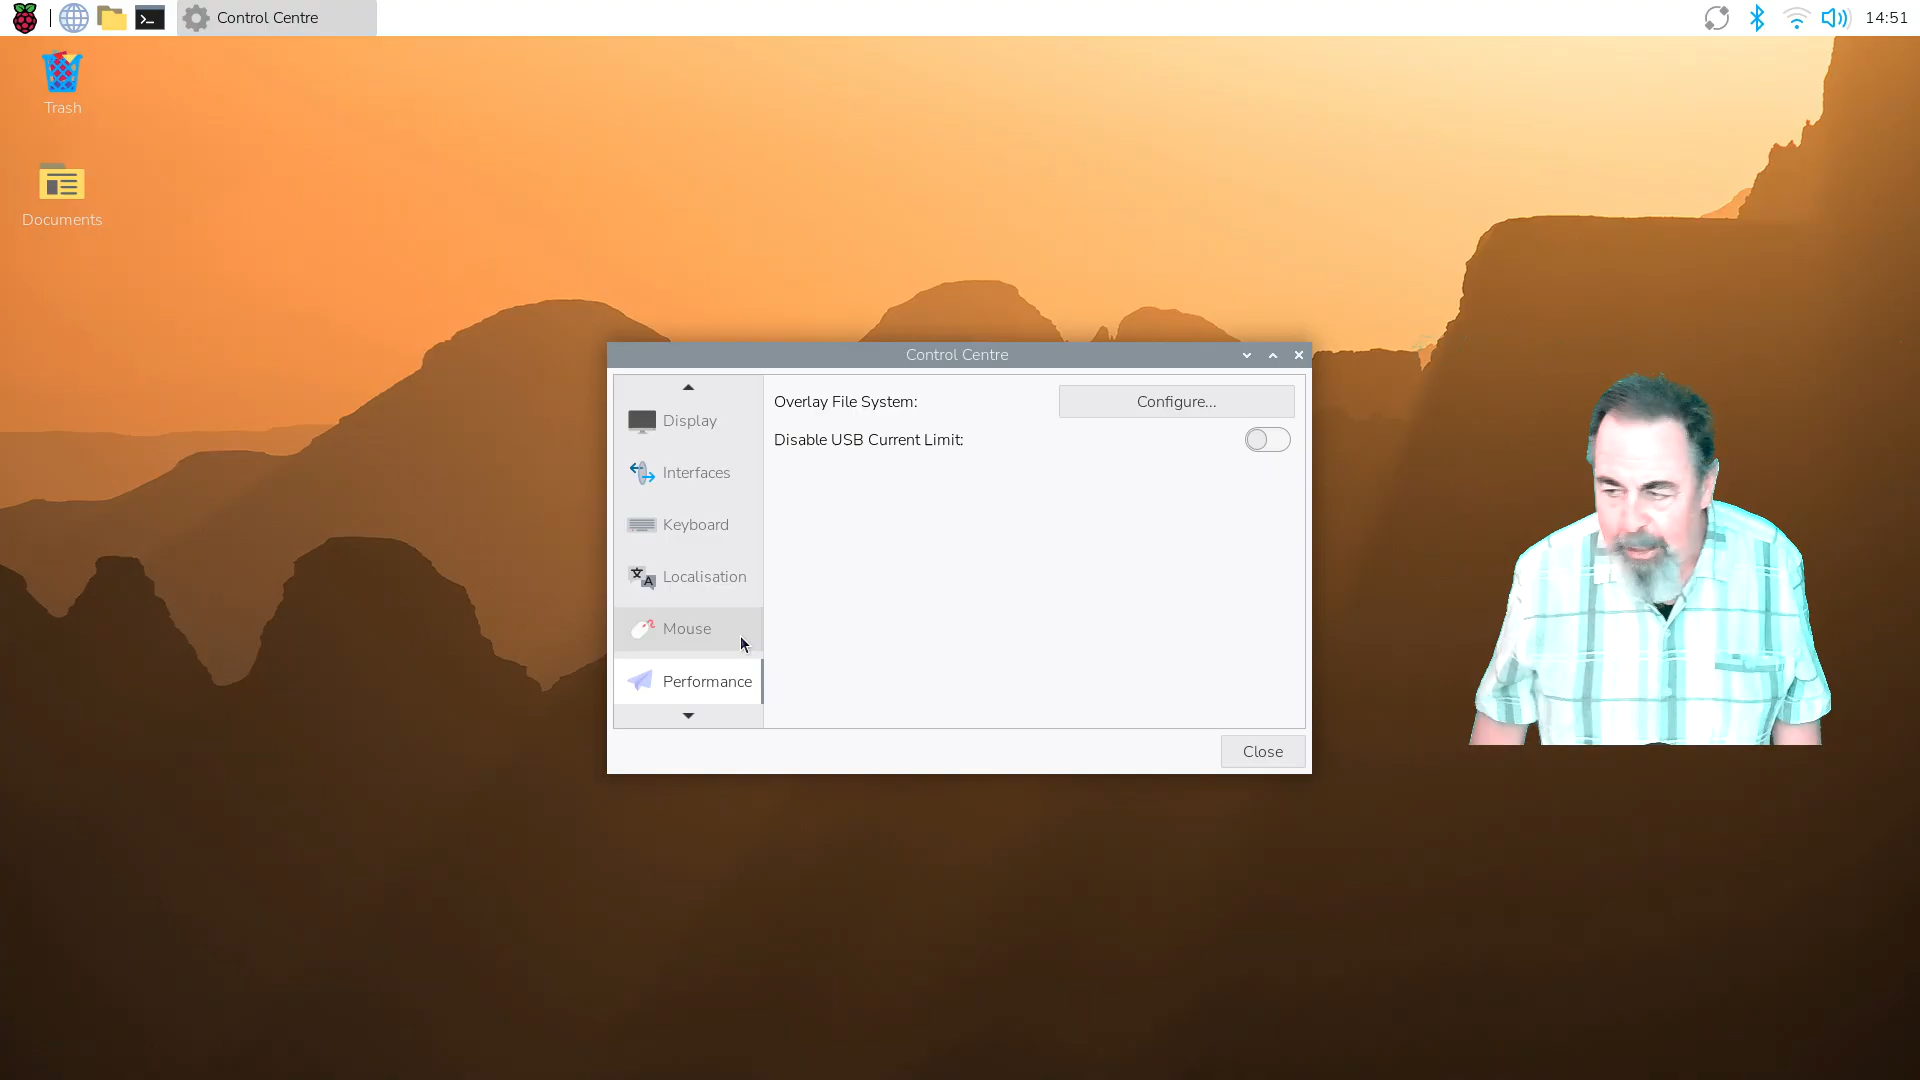 Control Centre
14:51
Trash
Documents
Control Centre
Display
Interfaces
Keyboard
Localisation
Mouse
Performance
Overlay File System:
Configure...
Disable USB Current Limit:
Close